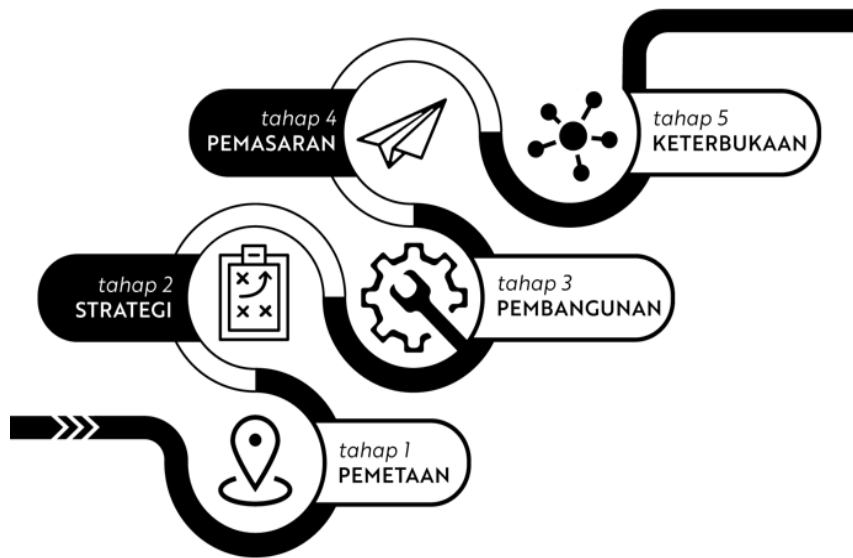 tahap 4
PEMASARAN
tahap 5
KETERBUKAAN
tahap 2
STRATEGI
tahap 3
PEMBANGUNAN
tahap 1
PEMETAAN